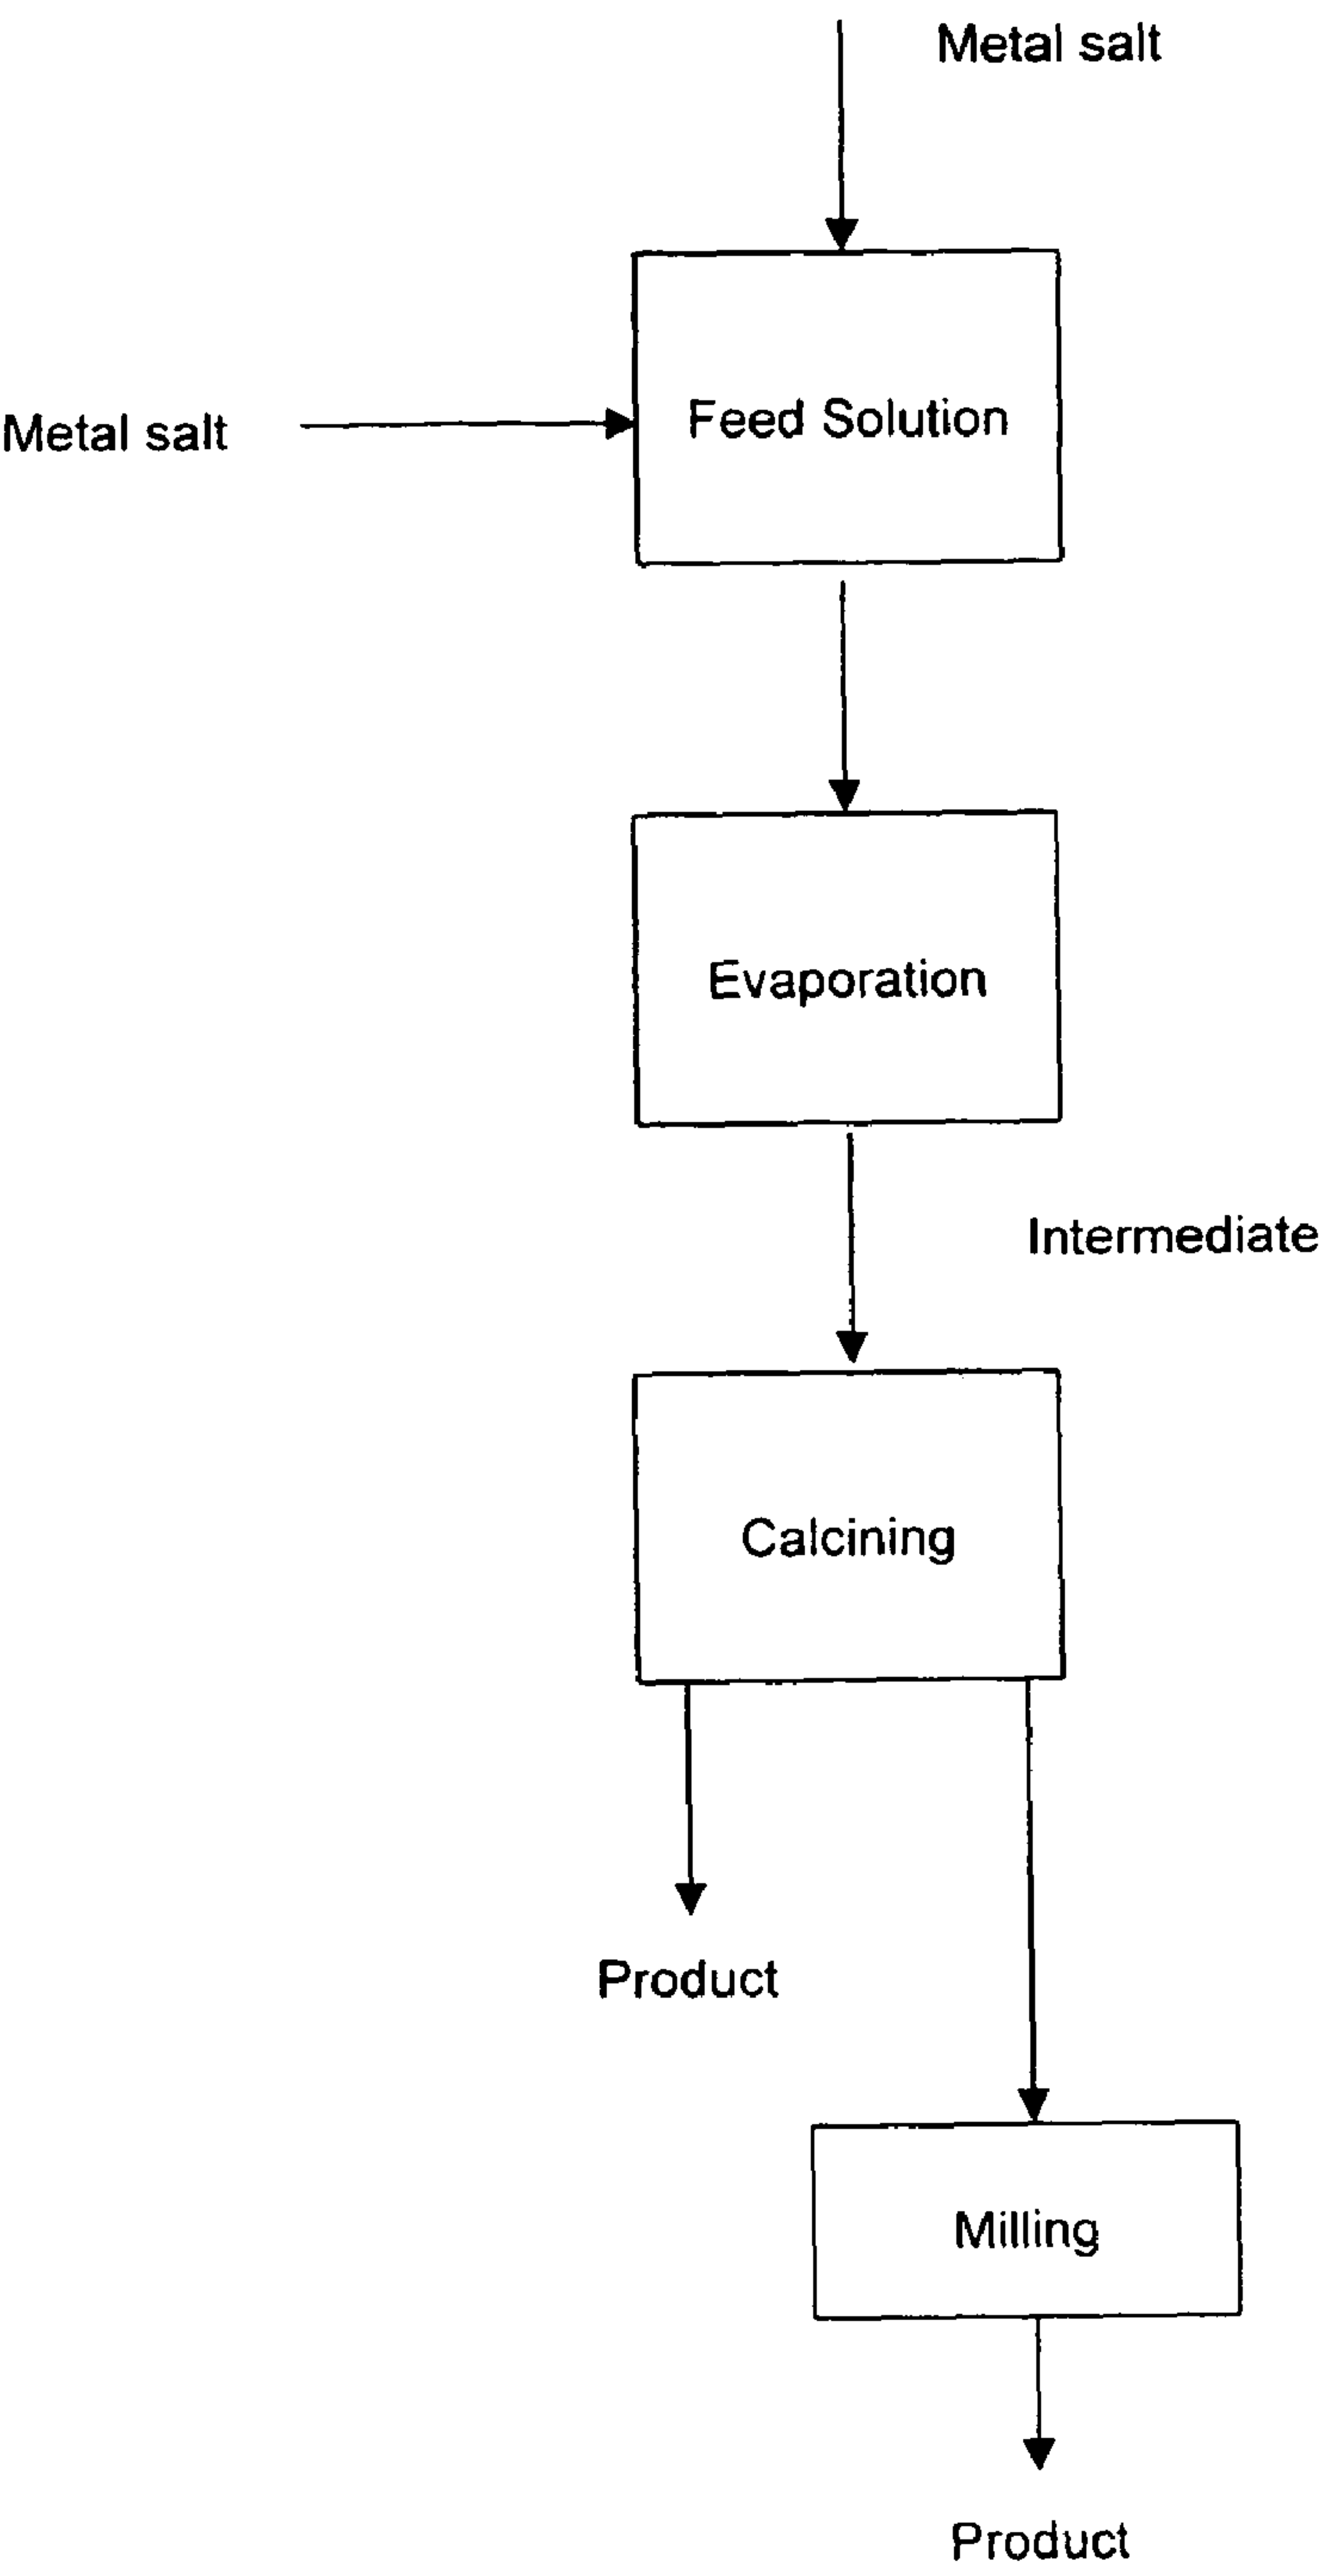 Metal salt
Metal salt
Feed Solution
Evaporation
Intermediate
Calcining
Product
Milling
Product